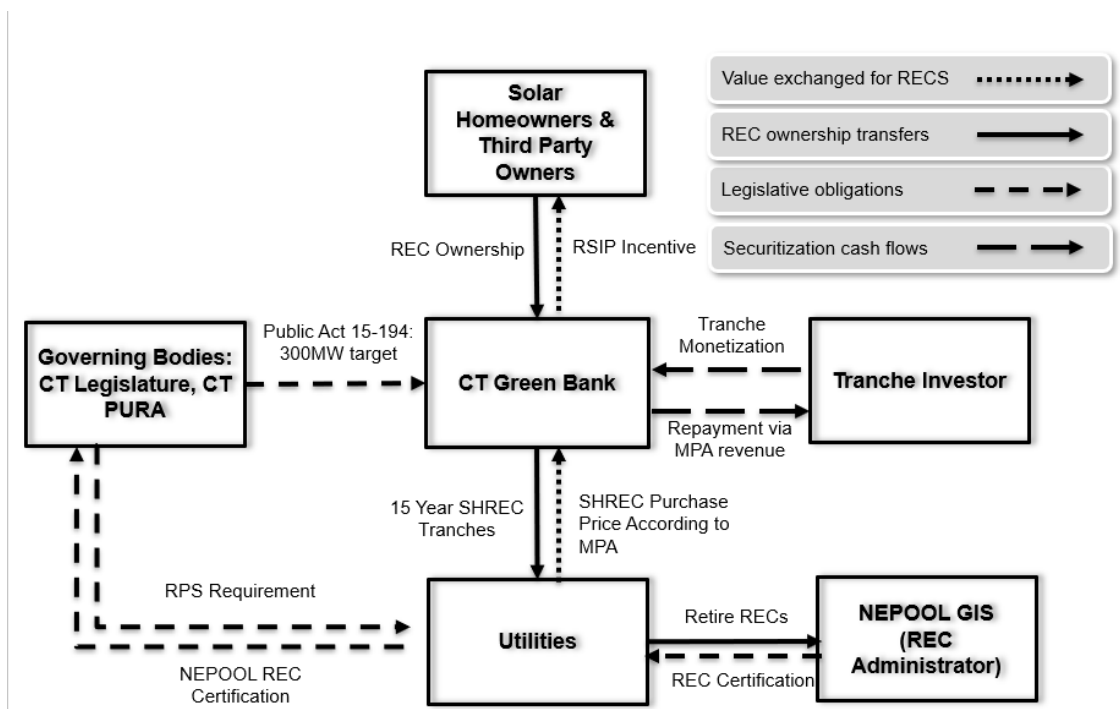 Solar
Homeowners &
Third Party
Owners
Value exchanged for RECS
REC ownership transfers
Legislative obligations
Securitization cash flows
REC Ownership
RSIP Incentive
Governing Bodies:
CT Legislature, CT
PURA
Public Act 15-194:
300MW target
CT Green Bank
Tranche
Monetization
Repayment via
MPA revenue
Tranche Investor
15 Year SHREC
Tranches
SHREC Purchase
Price According to
MPA
RPS Requirement
NEPOOL REC
Certification
Utilities
Retire RECs
REC Certification
NEPOOL GIS
(REC
Administrator)